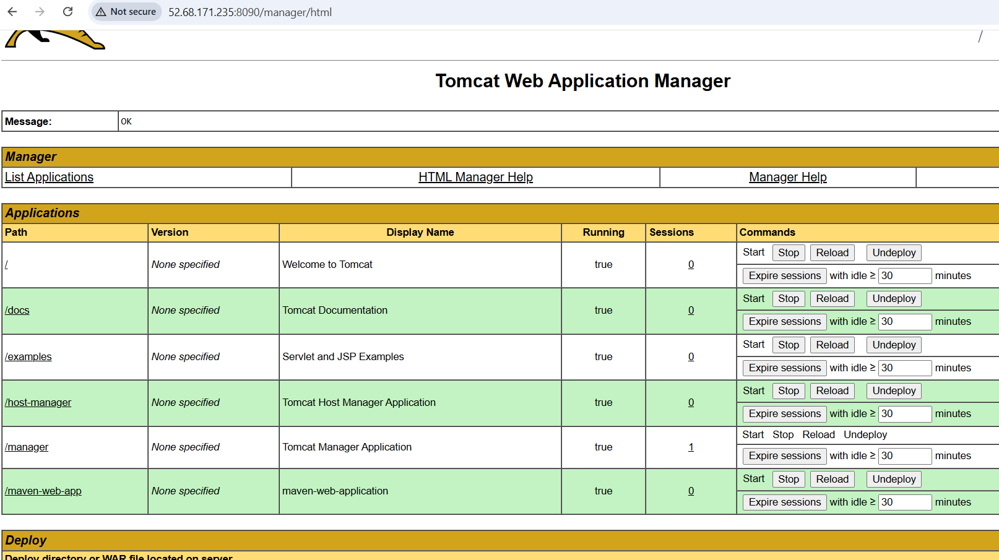 Not secure 52.68.171.235:8090/manager/html
Tomcat Web Application Manager
Message: OK
Manager
List Applications HTML Manager Help Manager Help
Applications
Path Version Display Name Running Sessions Commands
/ None specified Welcome to Tomcat true 0 Start Stop Reload Undeploy
Expire sessions with idle ≥ 30 minutes
/docs None specified Tomcat Documentation true 0 Start Stop Reload Undeploy
Expire sessions with idle ≥ 30 minutes
/examples None specified Servlet and JSP Examples true 0 Start Stop Reload Undeploy
Expire sessions with idle ≥ 30 minutes
/host-manager None specified Tomcat Host Manager Application true 0 Start Stop Reload Undeploy
Expire sessions with idle ≥ 30 minutes
/manager None specified Tomcat Manager Application true 1 Start Stop Reload Undeploy
Expire sessions with idle ≥ 30 minutes
/maven-web-app None specified maven-web-application true 0 Start Stop Reload Undeploy
Expire sessions with idle ≥ 30 minutes
Deploy
Deploy directory or WAR file located on server